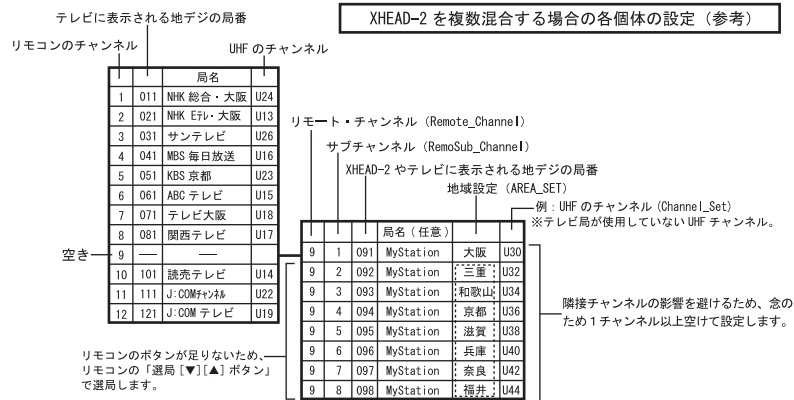 XHEAD-2 を複数混合する場合の各個体の設定（参考）
テレビに表示される地デジの局番
リモコンのチャンネル
UHF のチャンネル
局名
1 011 NHK 総合・大阪 U24
2 021 NHK Eテレ・大阪 U13
3 031 サンテレビ U26
4 041 MBS 毎日放送 U16
5 051 KBS 京都 U23
6 061 ABC テレビ U15
7 071 テレビ大阪 U18
8 081 関西テレビ U17
空き 9 — —
10 101 読売テレビ U14
11 111 J:COMチャンネル U22
12 121 J:COM テレビ U19
リモコンのボタンが足りないため、
リモコンの「選局 [▼][▲] ボタン」
で選局します。
リモート・チャンネル (Remote_Channel)
サブチャンネル (RemoSub_Channel)
XHEAD-2 やテレビに表示される地デジの局番
地域設定 (AREA_SET)
例：UHF のチャンネル (Channel_Set)
※テレビ局が使用していない UHF チャンネル。
局名 ( 任意 )
9 1 091 MyStation 大阪 U30
9 2 092 MyStation 三重 U32
9 3 093 MyStation 和歌山 U34
9 4 094 MyStation 京都 U36
9 5 095 MyStation 滋賀 U38
9 6 096 MyStation 兵庫 U40
9 7 097 MyStation 奈良 U42
9 8 098 MyStation 福井 U44
隣接チャンネルの影響を避けるため、念の
ため１チャンネル以上空けて設定します。